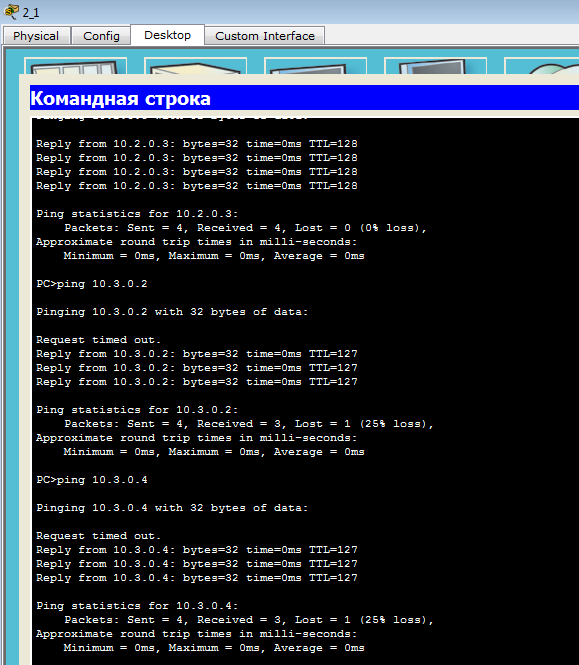 2_1
Physical Config Desktop Custom Interface
Командная строка
Reply from 10.2.0.3: bytes=32 time=0ms TTL=128
Reply from 10.2.0.3: bytes=32 time=0ms TTL=128
Reply from 10.2.0.3: bytes=32 time=0ms TTL=128
Reply from 10.2.0.3: bytes=32 time=0ms TTL=128
Ping statistics for 10.2.0.3:
Packets: Sent = 4, Received = 4, Lost = 0 (0% loss),
Approximate round trip times in milli-seconds:
Minimum = 0ms, Maximum = 0ms, Average = 0ms
PC>ping 10.3.0.2
Pinging 10.3.0.2 with 32 bytes of data:
Request timed out.
Reply from 10.3.0.2: bytes=32 time=0ms TTL=127
Reply from 10.3.0.2: bytes=32 time=0ms TTL=127
Reply from 10.3.0.2: bytes=32 time=0ms TTL=127
Ping statistics for 10.3.0.2:
Packets: Sent = 4, Received = 3, Lost = 1 (25% loss),
Approximate round trip times in milli-seconds:
Minimum = 0ms, Maximum = 0ms, Average = 0ms
PC>ping 10.3.0.4
Pinging 10.3.0.4 with 32 bytes of data:
Request timed out.
Reply from 10.3.0.4: bytes=32 time=0ms TTL=127
Reply from 10.3.0.4: bytes=32 time=0ms TTL=127
Reply from 10.3.0.4: bytes=32 time=0ms TTL=127
Ping statistics for 10.3.0.4:
Packets: Sent = 4, Received = 3, Lost = 1 (25% loss),
Approximate round trip times in milli-seconds:
Minimum = 0ms, Maximum = 0ms, Average = 0ms